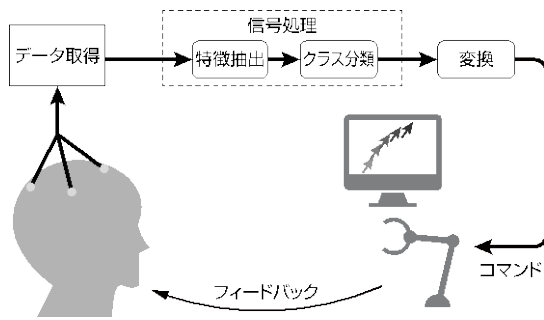 信号処理
データ取得
特徴抽出
クラス分類
変換
コマンド
フィードバック